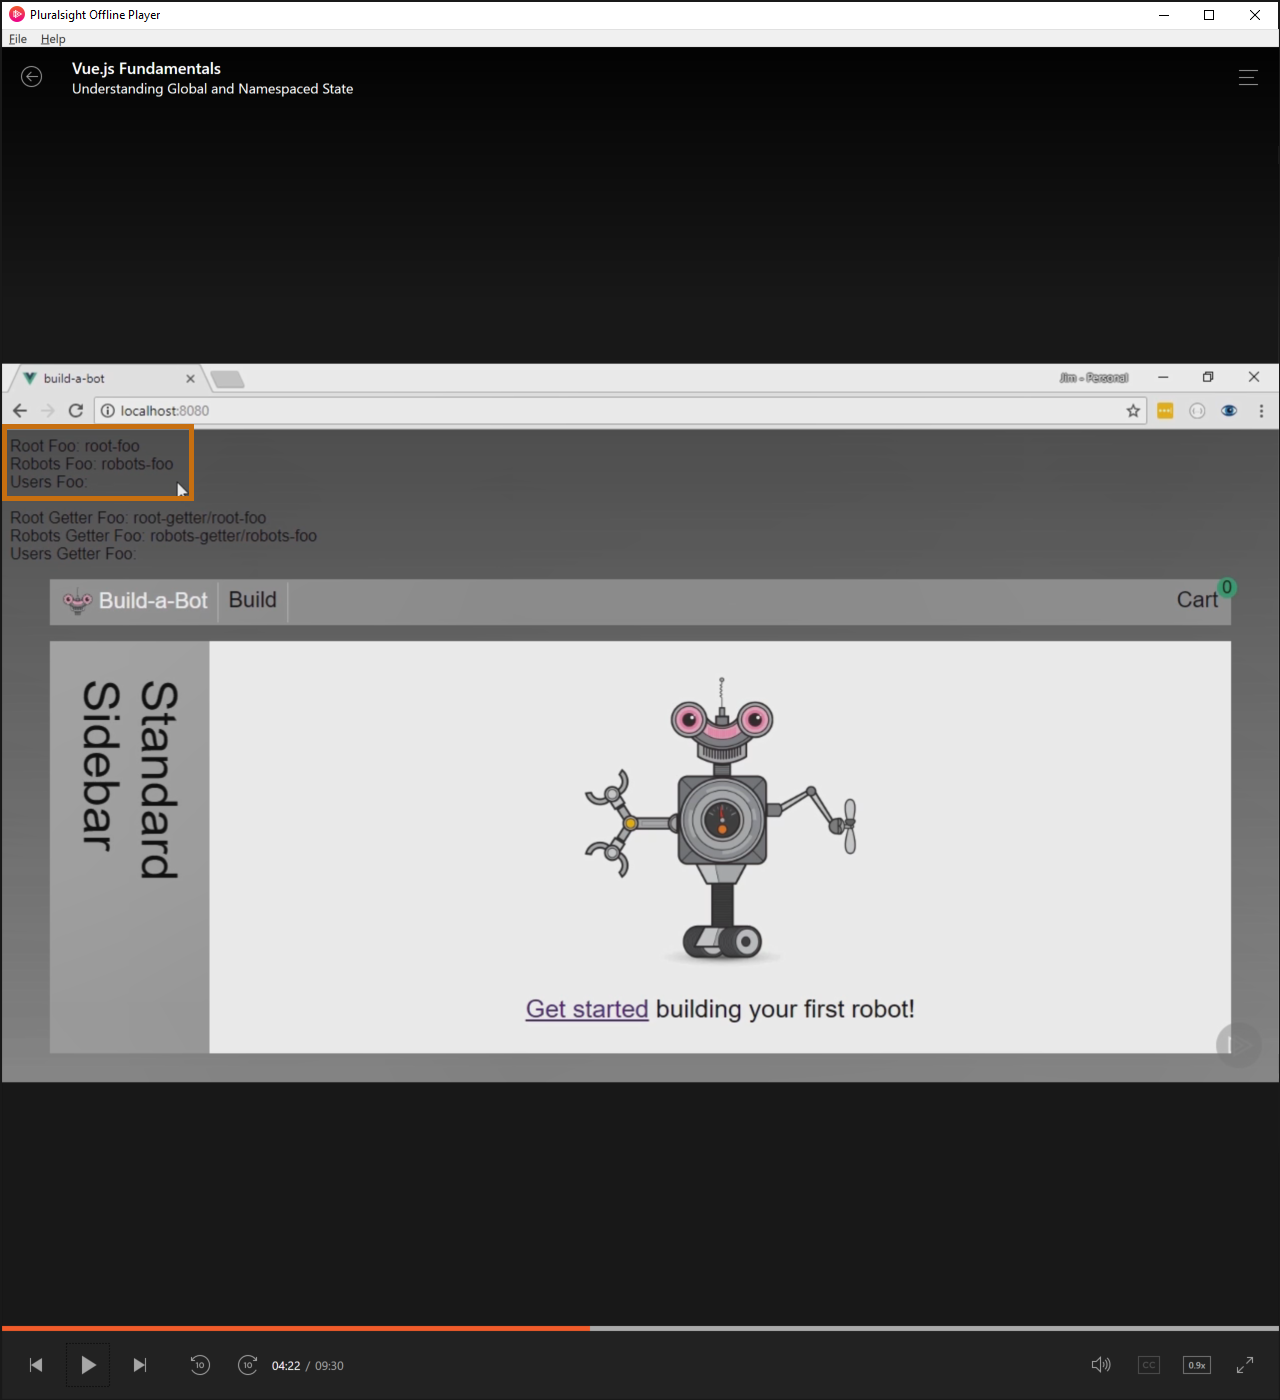 Pluralsight Offline Player
File Help
Vue.js Fundamentals
Understanding Global and Namespaced State
build-a-bot
Jim - Personal
localhost:8080
Root Foo: root-foo
Robots Foo: robots-foo
Users Foo:
Root Getter Foo: root-getter/root-foo
Robots Getter Foo: robots-getter/robots-foo
Users Getter Foo:
Build-a-Bot Build Cart 0
Standard
Sidebar
Get started building your first robot!
10 10 04:22 / 09:30 CC 0.9x